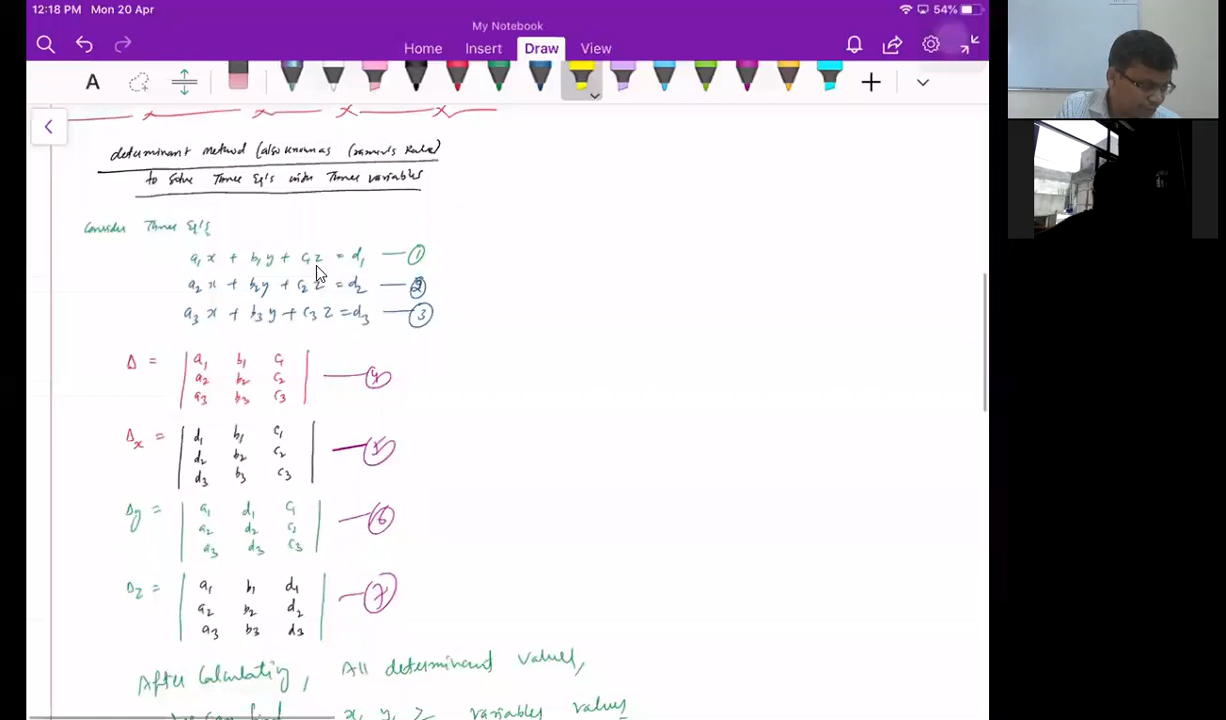 12:18 PM Mon 20 Apr
54%
My Notebook
Home Insert Draw View
A
determinant method (also known as Cramer's Rule)
to solve Three Eq's with Three variables
Consider Three Eq's
a₁x + b₁y + c₁z = d₁ — ①
a₂x + b₂y + c₂z = d₂ — ②
a₃x + b₃y + c₃z = d₃ — ③
Δ = | a₁ b₁ c₁ |
| a₂ b₂ c₂ | — ④
| a₃ b₃ c₃ |
Δx = | d₁ b₁ c₁ |
| d₂ b₂ c₂ | — ⑤
| d₃ b₃ c₃ |
Δy = | a₁ d₁ c₁ |
| a₂ d₂ c₂ | — ⑥
| a₃ d₃ c₃ |
Δz = | a₁ b₁ d₁ |
| a₂ b₂ d₂ | — ⑦
| a₃ b₃ d₃ |
After Calculating, All determinant values,
we can find x, y, z variables values